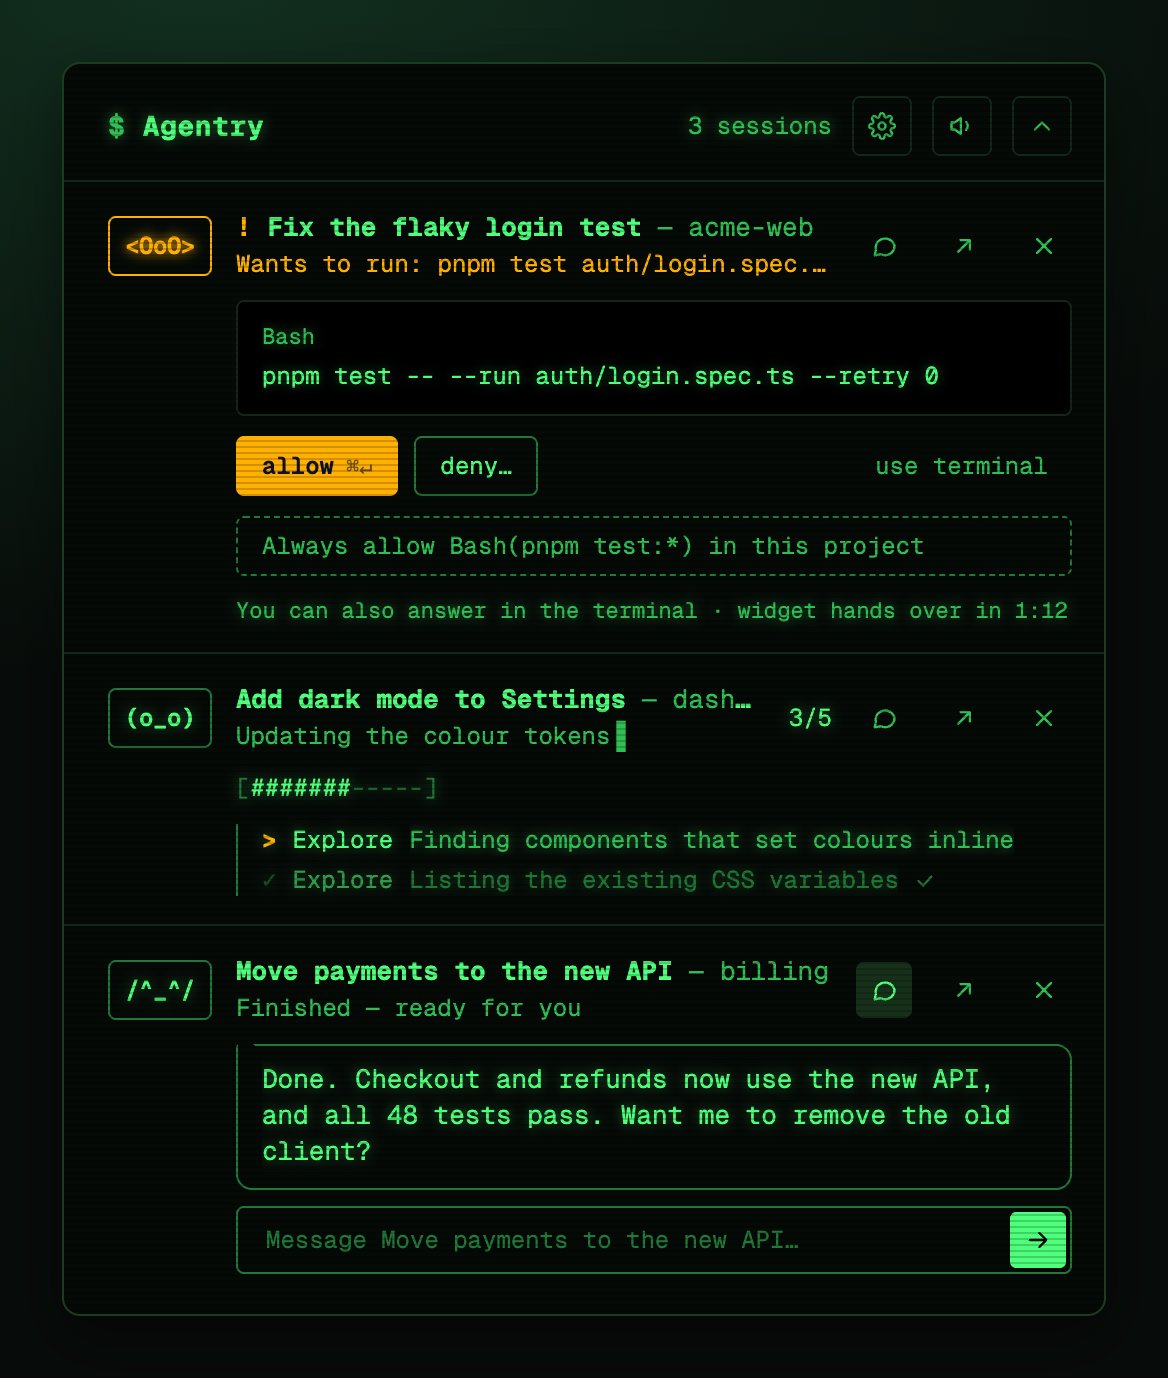 $ Agentry
3 sessions
<OoO>
! Fix the flaky login test — acme-web
Wants to run: pnpm test auth/login.spec.…
Bash
pnpm test -- --run auth/login.spec.ts --retry 0
allow ⌘↵
deny…
use terminal
Always allow Bash(pnpm test:*) in this project
You can also answer in the terminal · widget hands over in 1:12
(o_o)
Add dark mode to Settings — dash…
3/5
Updating the colour tokens
[#######-----]
> Explore Finding components that set colours inline
✓ Explore Listing the existing CSS variables ✓
/^_^/
Move payments to the new API — billing
Finished — ready for you
Done. Checkout and refunds now use the new API,
and all 48 tests pass. Want me to remove the old
client?
Message Move payments to the new API…